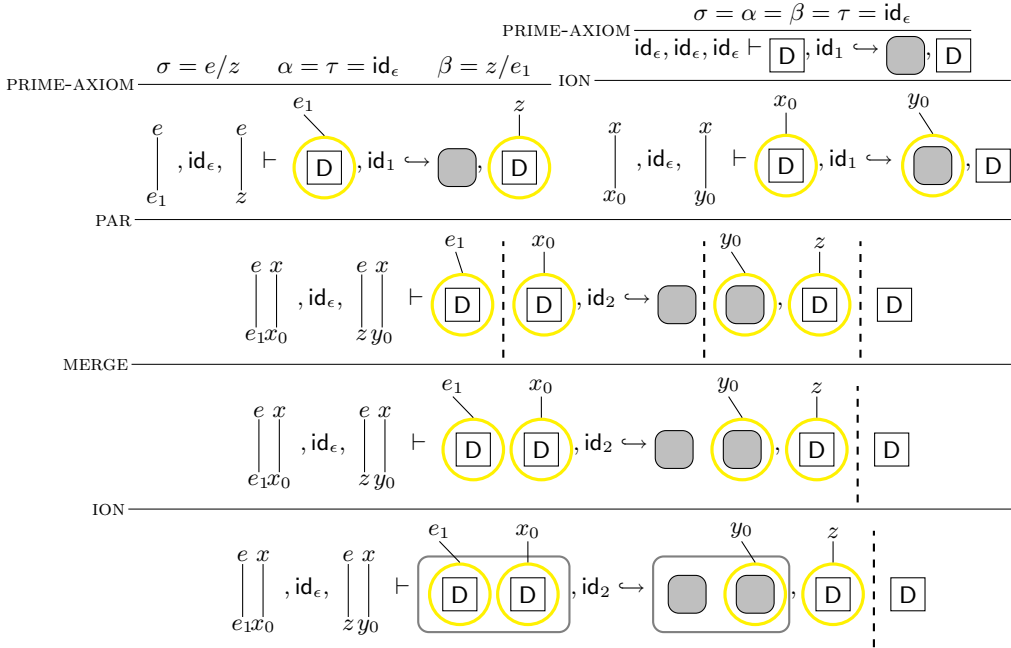 σ = α = β = τ = id_ϵ
PRIME-AXIOM
id_ϵ, id_ϵ, id_ϵ ⊢ D, id_1 ↪ , D
σ = e/z α = τ = id_ϵ β = z/e_1
PRIME-AXIOM
ION
e e e_1 z
, id_ϵ, ⊢ D, id_1 ↪ , D
e_1 z
x x x_0 y_0
, id_ϵ, ⊢ D, id_1 ↪ , D
x_0 y_0
PAR
e x e x e_1 x_0 y_0 z
, id_ϵ, ⊢ D D, id_2 ↪ , D D
e_1x_0 z y_0
MERGE
e x e x e_1 x_0 y_0 z
, id_ϵ, ⊢ D D, id_2 ↪ , D D
e_1x_0 z y_0
ION
e x e x e_1 x_0 y_0 z
, id_ϵ, ⊢ D D, id_2 ↪ , D D
e_1x_0 z y_0